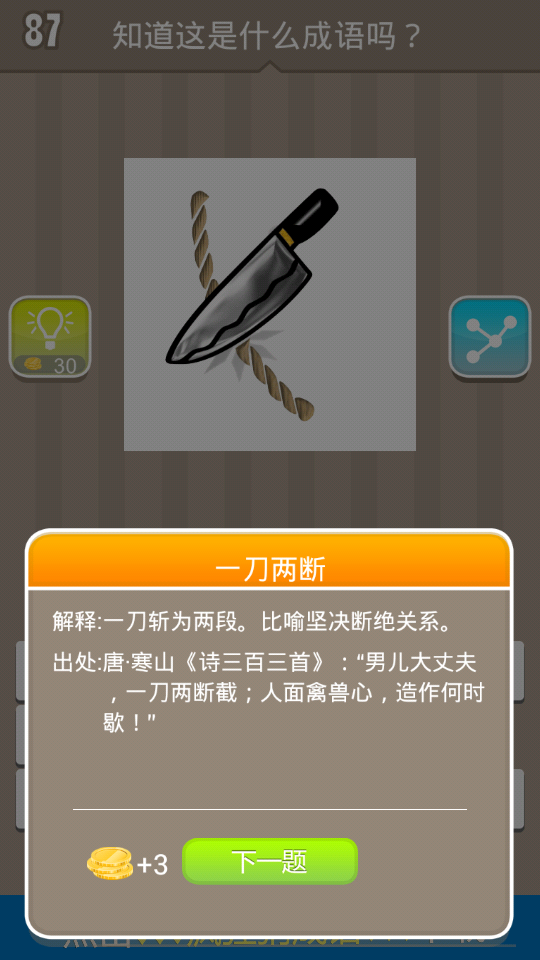 87
知道这是什么成语吗？
30
一刀两断
解释:一刀斩为两段。比喻坚决断绝关系。
出处:唐·寒山《诗三百三首》：“男儿大丈夫
，一刀两断截；人面禽兽心，造作何时
歇！”
+3
下一题